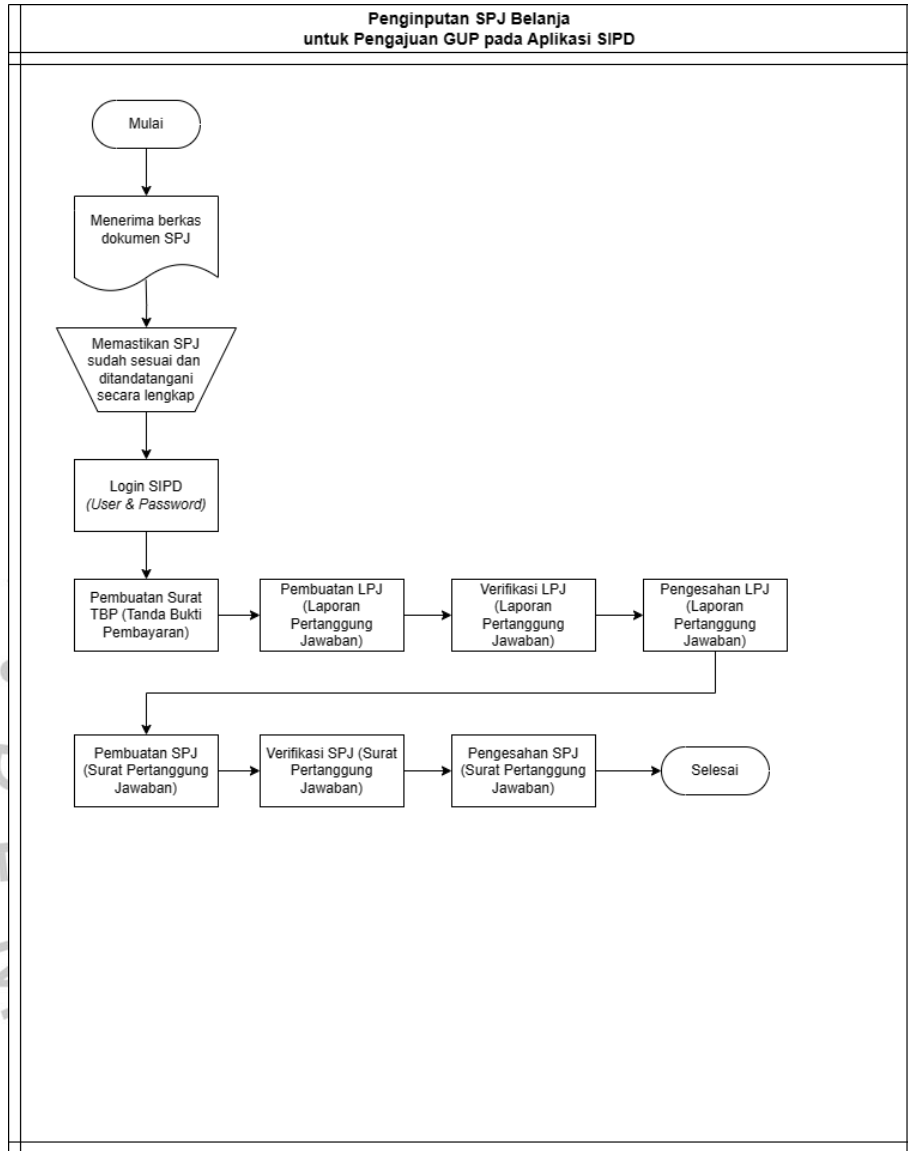 Penginputan SPJ Belanja
untuk Pengajuan GUP pada Aplikasi SIPD
Mulai
Menerima berkas
dokumen SPJ
Memastikan SPJ
sudah sesuai dan
ditandatangani
secara lengkap
Login SIPD
(User & Password)
Pembuatan Surat
TBP (Tanda Bukti
Pembayaran)
Pembuatan LPJ
(Laporan
Pertanggung
Jawaban)
Verifikasi LPJ
(Laporan
Pertanggung
Jawaban)
Pengesahan LPJ
(Laporan
Pertanggung
Jawaban)
Pembuatan SPJ
(Surat Pertanggung
Jawaban)
Verifikasi SPJ (Surat
Pertanggung
Jawaban)
Pengesahan SPJ
(Surat Pertanggung
Jawaban)
Selesai